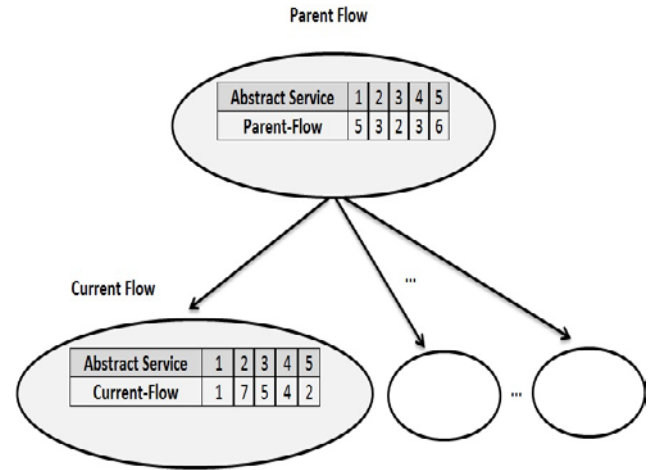 Parent Flow
Abstract Service 1 2 3 4 5
Parent-Flow 5 3 2 3 6
...
Current Flow
Abstract Service 1 2 3 4 5
Current-Flow 1 7 5 4 2
...